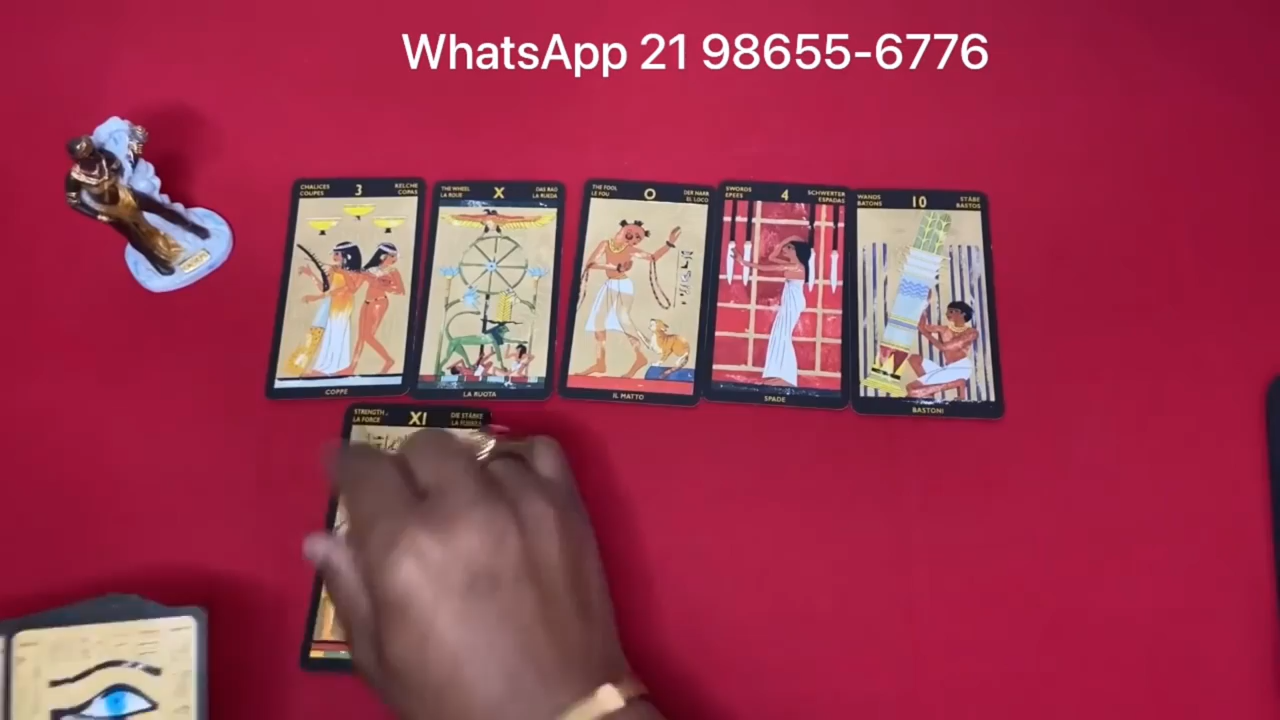 WhatsApp 21 98655-6776
CHALICES 3 KELCHE
COUPES COPAS
COPPE
THE WHEEL X DAS RAD
LA ROUE LA RUEDA
LA RUOTA
THE FOOL 0 DER NARR
LE FOU EL LOCO
IL MATTO
SWORDS 4 SCHWERTER
EPEES ESPADAS
SPADE
WANDS 10 STÄBE
BATONS BASTOS
BASTONI
STRENGTH XI DIE STÄRKE
LA FORCE LA FUERZA